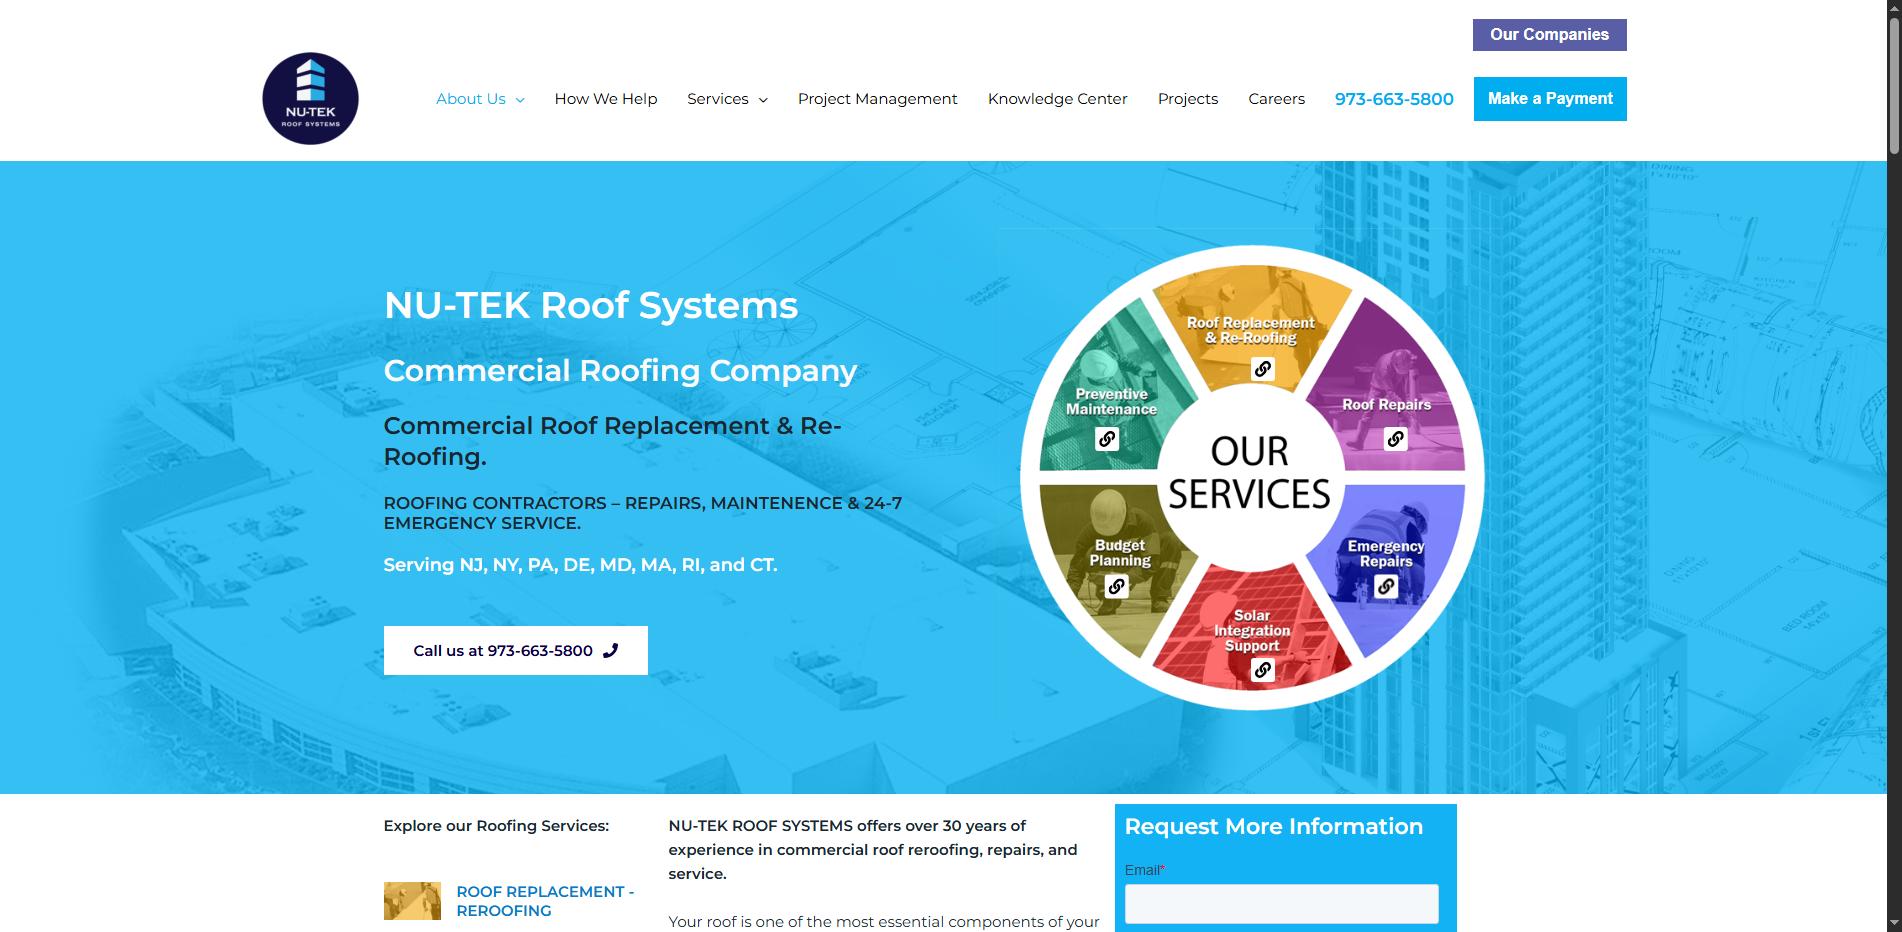 Our Companies
NU-TEK
ROOF SYSTEMS
About Us
How We Help
Services
Project Management
Knowledge Center
Projects
Careers
973-663-5800
Make a Payment
NU-TEK Roof Systems
Commercial Roofing Company
Commercial Roof Replacement & Re-
Roofing.
ROOFING CONTRACTORS – REPAIRS, MAINTENENCE & 24-7
EMERGENCY SERVICE.
Serving NJ, NY, PA, DE, MD, MA, RI, and CT.
Call us at 973-663-5800
Roof Replacement
& Re-Roofing
Roof Repairs
Preventive
Maintenance
OUR
SERVICES
Budget
Planning
Emergency
Repairs
Solar
Integration
Support
Explore our Roofing Services:
ROOF REPLACEMENT -
REROOFING
NU-TEK ROOF SYSTEMS offers over 30 years of
experience in commercial roof reroofing, repairs, and
service.
Your roof is one of the most essential components of your
Request More Information
Email*